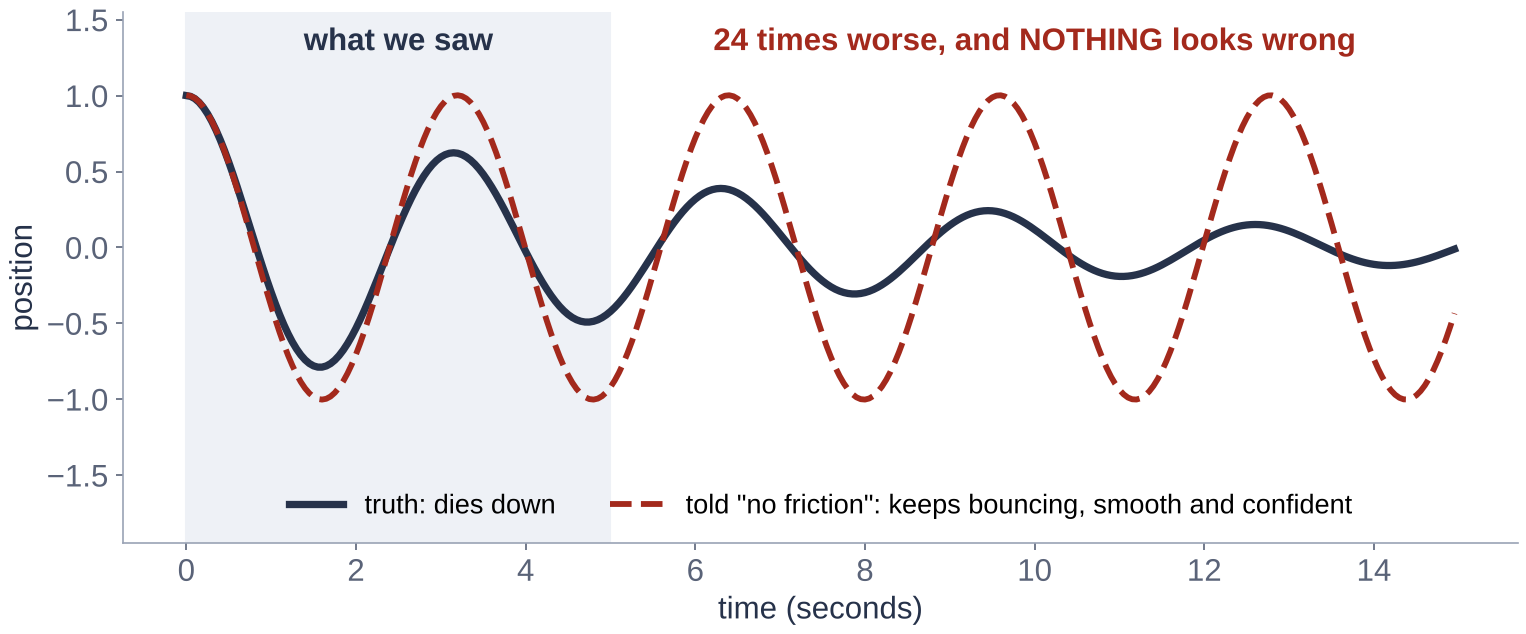 what we saw
24 times worse, and NOTHING looks wrong
1.5
1.0
0.5
0.0
−0.5
−1.0
−1.5
position
truth: dies down
told "no friction": keeps bouncing, smooth and confident
0 2 4 6 8 10 12 14
time (seconds)